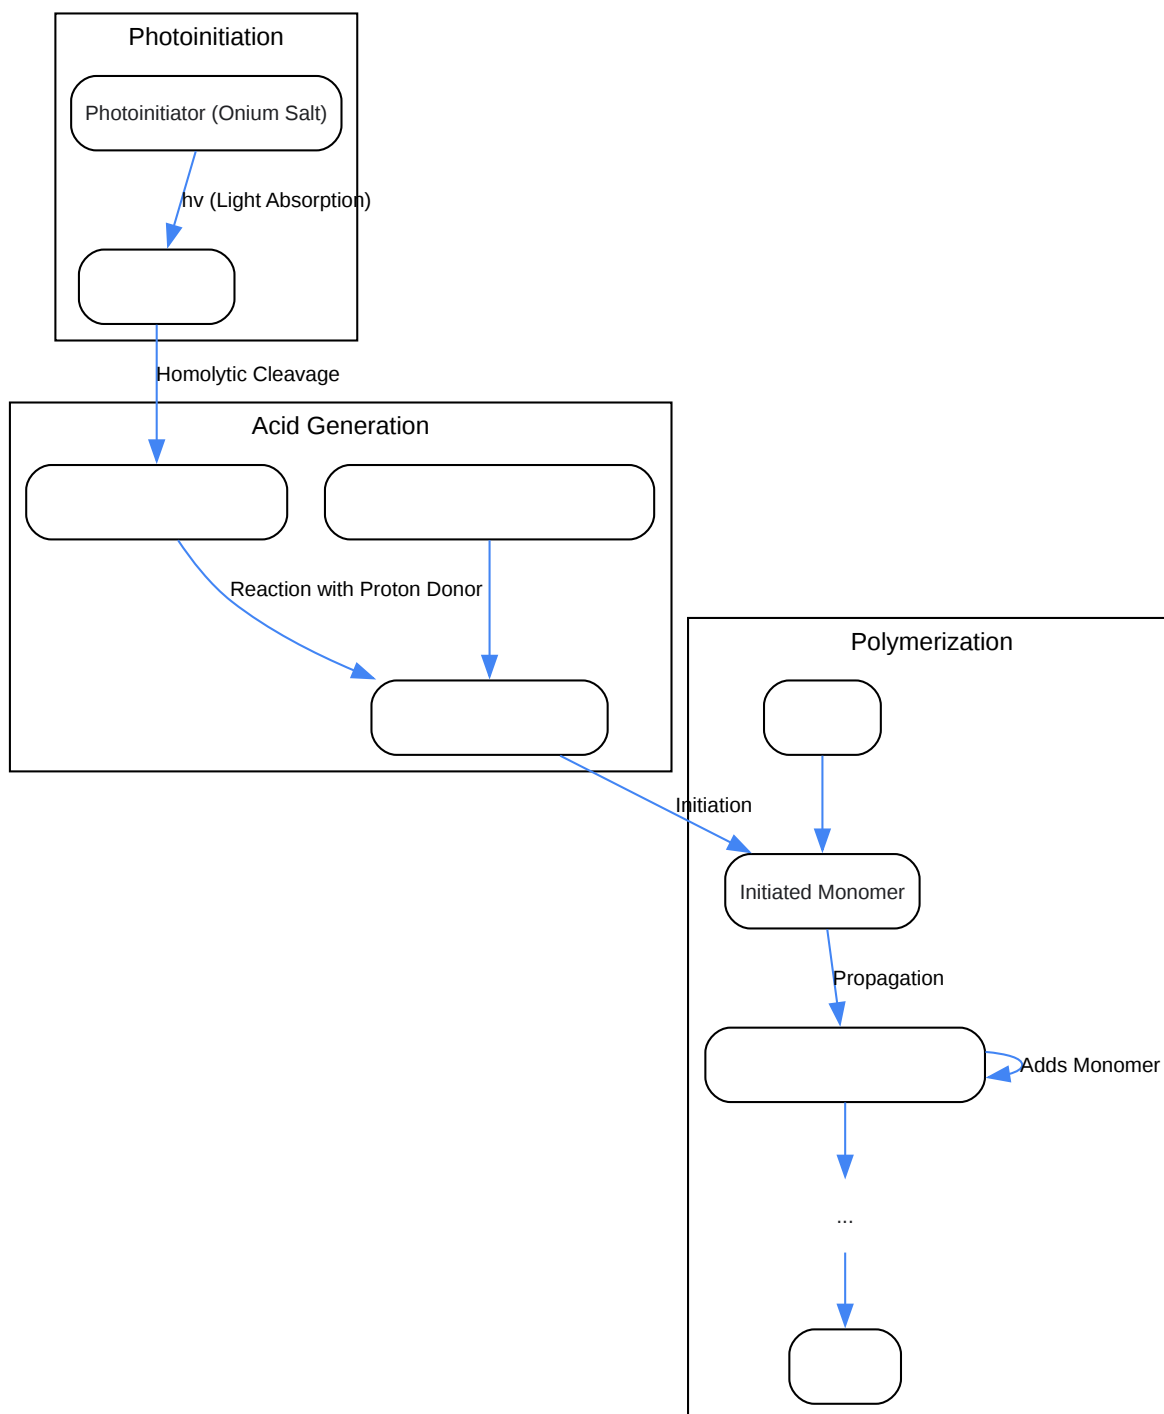 Photoinitiation
Photoinitiator (Onium Salt)
hv (Light Absorption)
Homolytic Cleavage
Acid Generation
Reaction with Proton Donor
Polymerization
Initiation
Initiated Monomer
Propagation
Adds Monomer
...